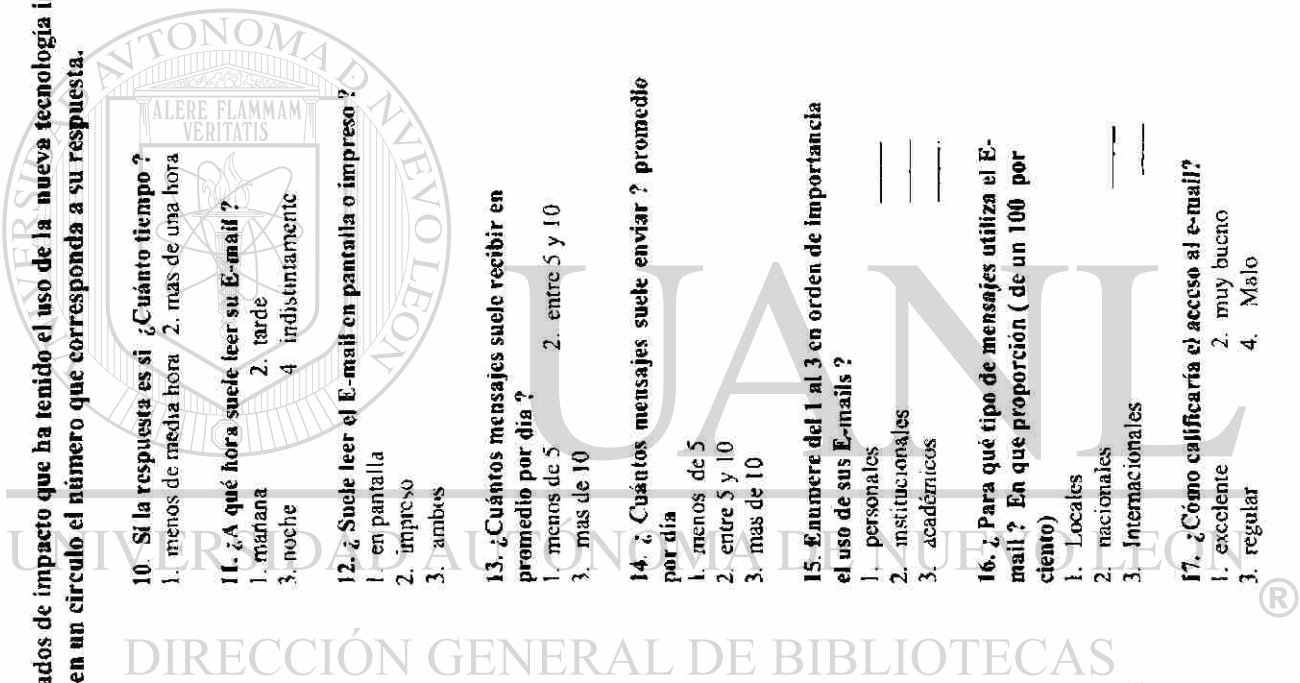 ados de impacto que ha tenido el uso de la nueva tecnología i
en un circulo el número que corresponda a su respuesta.
10 Si la respuesta es si ¿Cuánto tiempo ?
1. menos de media hora 2. mas de una hora
11. ¿A qué hora suele leer su E-mail ?
1. mañana 2. tarde
3. noche 4 indistintamente
12. ¿ Suele leer el E-mail en pantalla o impreso ?
1. en pantalla
2. impreso
3. ambos
13. ¿Cuántos mensajes suele recibir en
promedio por día ?
1 menos de 5 2. entre 5 y 10
3. mas de 10
14. ¿ Cuántos mensajes suele enviar ? promedio
por día
1. menos de 5
2. entre 5 y 10
3. mas de 10
15. Enumere del 1 al 3 en orden de importancia
el uso de sus E-mails ?
1. personales
2. institucionales
3. académicos
16. ¿ Para qué tipo de mensajes utiliza el E-
mail ? En que proporción ( de un 100 por
ciento)
1. Locales
2. nacionales
3. Internacionales
17. ¿Cómo calificaría el acceso al e-mail?
1. excelente 2. muy bueno
3. regular 4. Malo
ALERE FLAMMAM
VERITATIS
UANL
UNIVERSIDAD AUTÓNOMA DE NUEVO LEÓN
®
DIRECCIÓN GENERAL DE BIBLIOTECAS